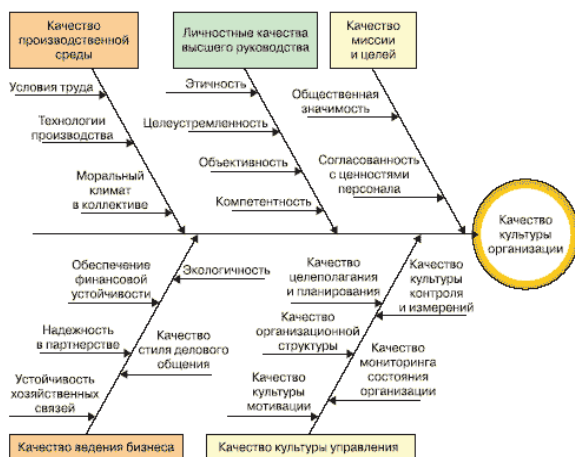 Качество
производственной
среды
Личностные качества
высшего руководства
Качество
миссии
и целей
Условия труда
Технологии
производства
Моральный
климат
в коллективе
Этичность
Целеустремленность
Объективность
Компетентность
Общественная
значимость
Согласованность
с ценностями
персонала
Качество
культуры
организации
Обеспечение
финансовой
устойчивости
Экологичность
Надежность
в партнерстве
Качество
стиля делового
общения
Устойчивость
хозяйственных
связей
Качество
целеполагания
и планирования
Качество
культуры
контроля
и измерений
Качество
организационной
структуры
Качество
мониторинга
состояния
организации
Качество
культуры
мотивации
Качество ведения бизнеса
Качество культуры управления